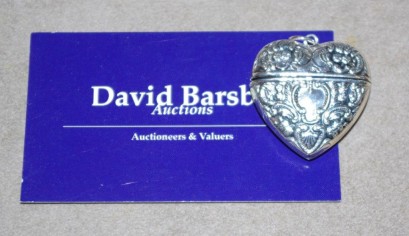 David Barsb
Auctions
Auctioneers & Valuers